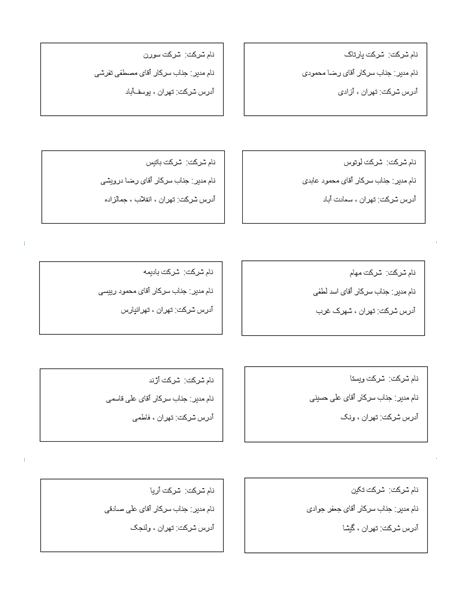 نام شرکت: شرکت پارتاک
نام مدیر: جناب سرکار آقای رضا محمودی
آدرس شرکت: تهران ، آزادی
نام شرکت: شرکت سورن
نام مدیر: جناب سرکار آقای مصطفی تفرشی
آدرس شرکت: تهران ، یوسف‌آباد
نام شرکت: شرکت لوتوس
نام مدیر: جناب سرکار آقای محمود عابدی
آدرس شرکت: تهران ، سعادت آباد
نام شرکت: شرکت باتیس
نام مدیر: جناب سرکار آقای رضا درویشی
آدرس شرکت: تهران ، انقلاب ، جمالزاده
نام شرکت: شرکت مهام
نام مدیر: جناب سرکار آقای اسد لطفی
آدرس شرکت: تهران ، شهرک غرب
نام شرکت: شرکت بادیمه
نام مدیر: جناب سرکار آقای محمود رییسی
آدرس شرکت: تهران ، تهرانپارس
نام شرکت: شرکت ویستا
نام مدیر: جناب سرکار آقای علی حسینی
آدرس شرکت: تهران ، ونک
نام شرکت: شرکت آژند
نام مدیر: جناب سرکار آقای علی قاسمی
آدرس شرکت: تهران ، فاطمی
نام شرکت: شرکت تکین
نام مدیر: جناب سرکار آقای جعفر جوادی
آدرس شرکت: تهران ، گیشا
نام شرکت: شرکت آریا
نام مدیر: جناب سرکار آقای علی صادقی
آدرس شرکت: تهران ، ولنجک